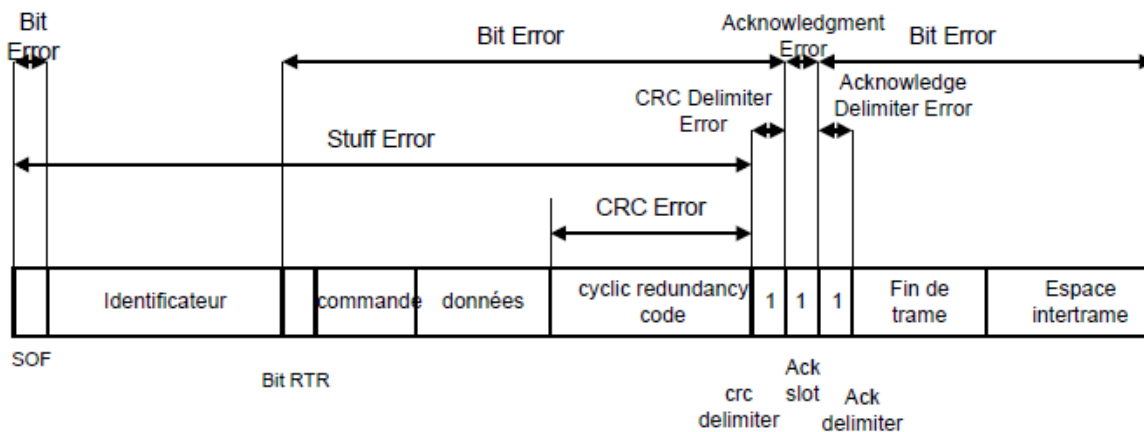 Bit
Error
Bit Error
Acknowledgment
Error
Bit Error
CRC Delimiter
Error
Acknowledge
Delimiter Error
Stuff Error
CRC Error
Identificateur
commande
données
cyclic redundancy
code
1
1
1
Fin de
trame
Espace
intertrame
SOF
Bit RTR
crc
delimiter
Ack
slot
Ack
delimiter